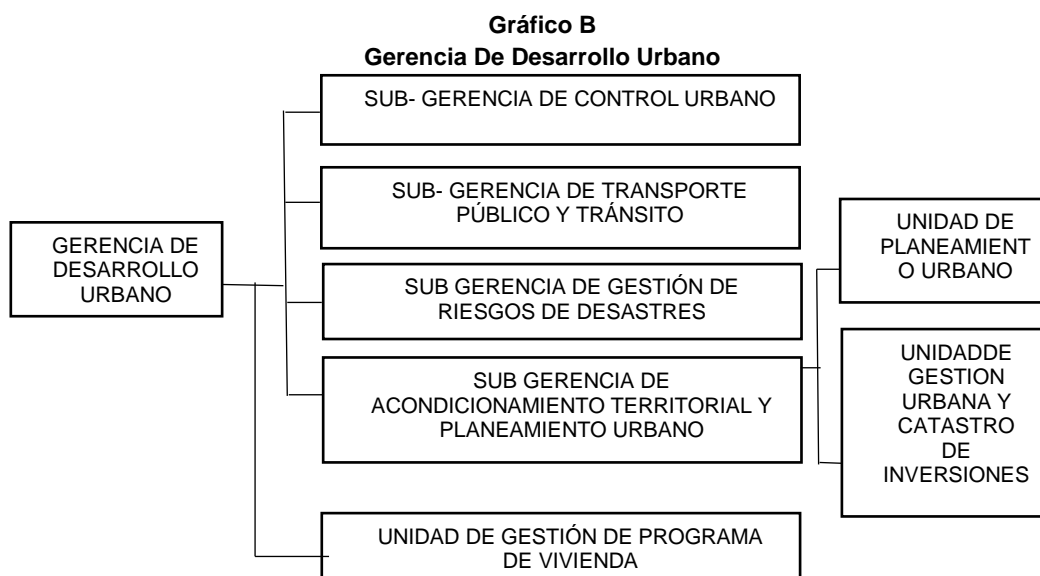 Gráfico B
Gerencia De Desarrollo Urbano
SUB- GERENCIA DE CONTROL URBANO
SUB- GERENCIA DE TRANSPORTE
PÚBLICO Y TRÁNSITO
GERENCIA DE
DESARROLLO
URBANO
SUB GERENCIA DE GESTIÓN DE
RIESGOS DE DESASTRES
SUB GERENCIA DE
ACONDICIONAMIENTO TERRITORIAL Y
PLANEAMIENTO URBANO
UNIDAD DE
PLANEAMIENT
O URBANO
UNIDADDE
GESTION
URBANA Y
CATASTRO
DE
INVERSIONES
UNIDAD DE GESTIÓN DE PROGRAMA
DE VIVIENDA